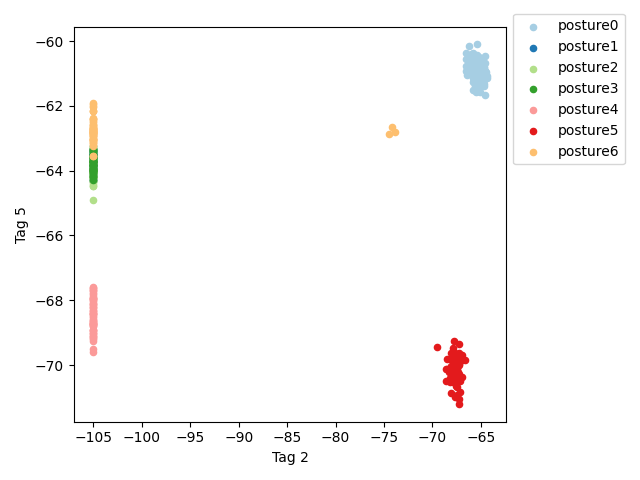 posture0
posture1
posture2
posture3
posture4
posture5
posture6
−60
−62
−64
−66
−68
−70
Tag 5
−105 −100 −95 −90 −85 −80 −75 −70 −65
Tag 2